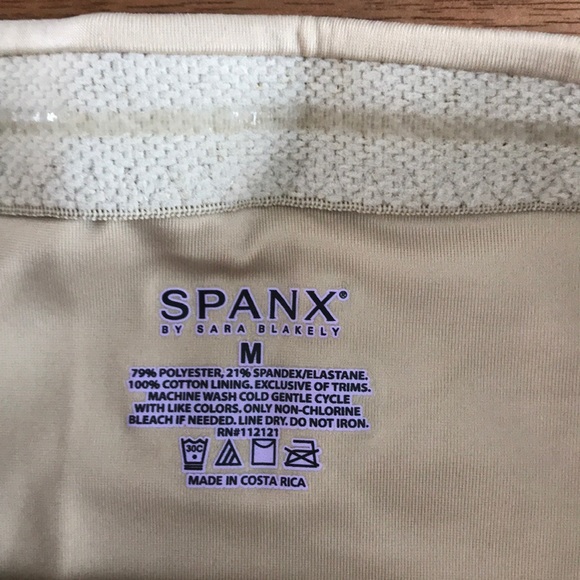 SPANX®
BY SARA BLAKELY
M
79% POLYESTER, 21% SPANDEX/ELASTANE.
100% COTTON LINING. EXCLUSIVE OF TRIMS.
MACHINE WASH COLD GENTLE CYCLE
WITH LIKE COLORS. ONLY NON-CHLORINE
BLEACH IF NEEDED. LINE DRY. DO NOT IRON.
RN#112121
30C
MADE IN COSTA RICA